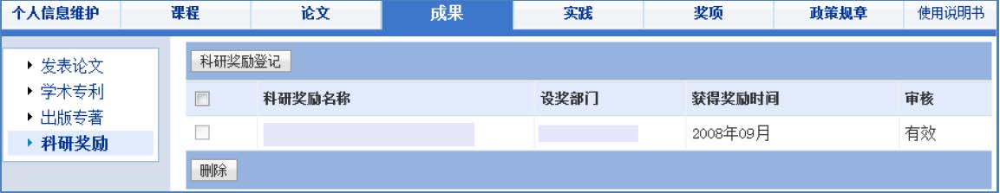 个人信息维护 课程 论文 成果 实践 奖项 政策规章 使用说明书
发表论文
学术专利
出版专著
科研奖励
科研奖励登记
科研奖励名称 设奖部门 获得奖励时间 审核
2008年09月 有效
删除